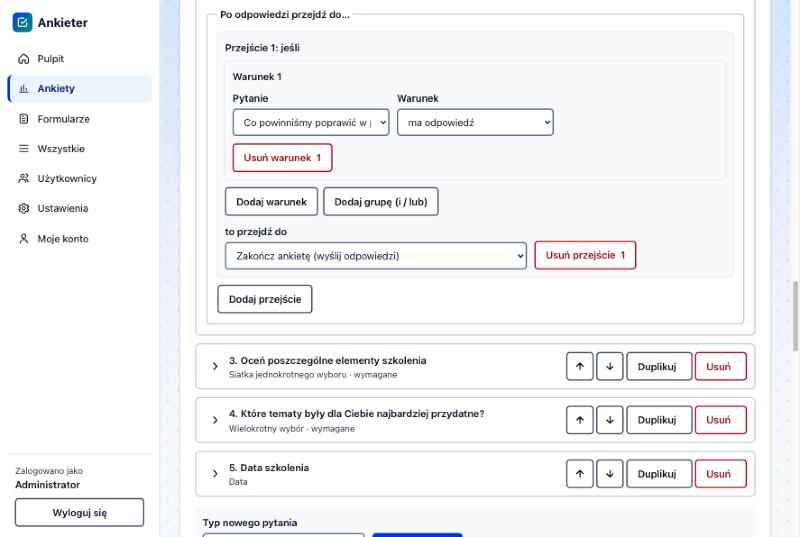 Ankieter
Pulpit
Ankiety
Formularze
Wszystkie
Użytkownicy
Ustawienia
Moje konto
Zalogowano jako
Administrator
Wyloguj się
Po odpowiedzi przejdź do...
Przejście 1: jeśli
Warunek 1
Pytanie Warunek
Co powinniśmy poprawić w ma odpowiedź
Usuń warunek 1
Dodaj warunek Dodaj grupę (i / lub)
to przejdź do
Zakończ ankietę (wyślij odpowiedzi) Usuń przejście 1
Dodaj przejście
3. Oceń poszczególne elementy szkolenia
Siatka jednokrotnego wyboru · wymagane
Duplikuj Usuń
4. Które tematy były dla Ciebie najbardziej przydatne?
Wielokrotny wybór · wymagane
Duplikuj Usuń
5. Data szkolenia
Data
Duplikuj Usuń
Typ nowego pytania